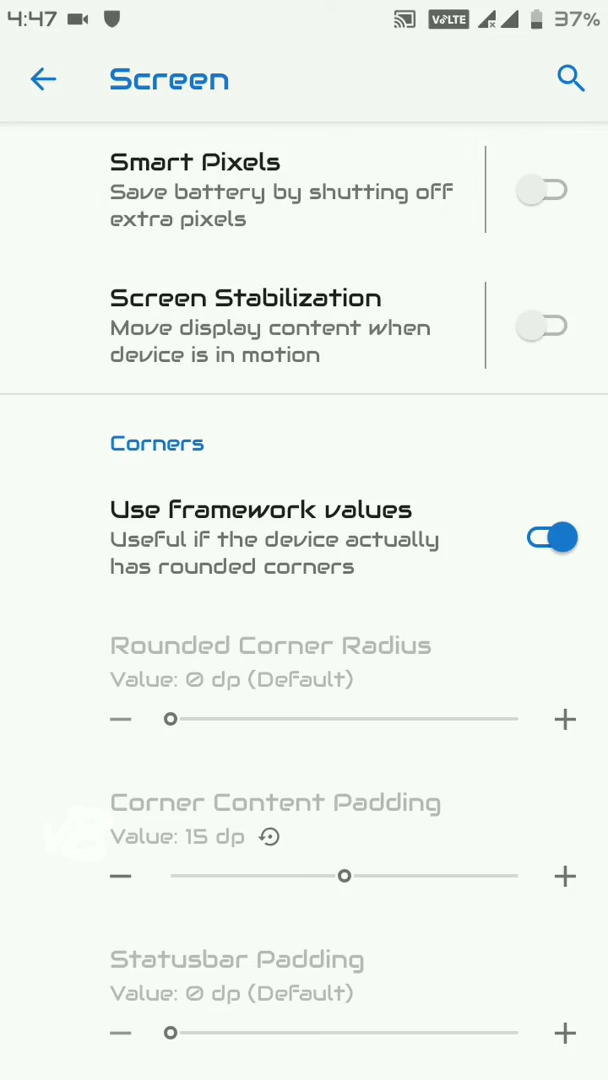 4:47 VoLTE 37%
Screen
Smart Pixels
Save battery by shutting off
extra pixels
Screen Stabilization
Move display content when
device is in motion
Corners
Use framework values
Useful if the device actually
has rounded corners
Rounded Corner Radius
Value: 0 dp (Default)
Corner Content Padding
Value: 15 dp
Statusbar Padding
Value: 0 dp (Default)